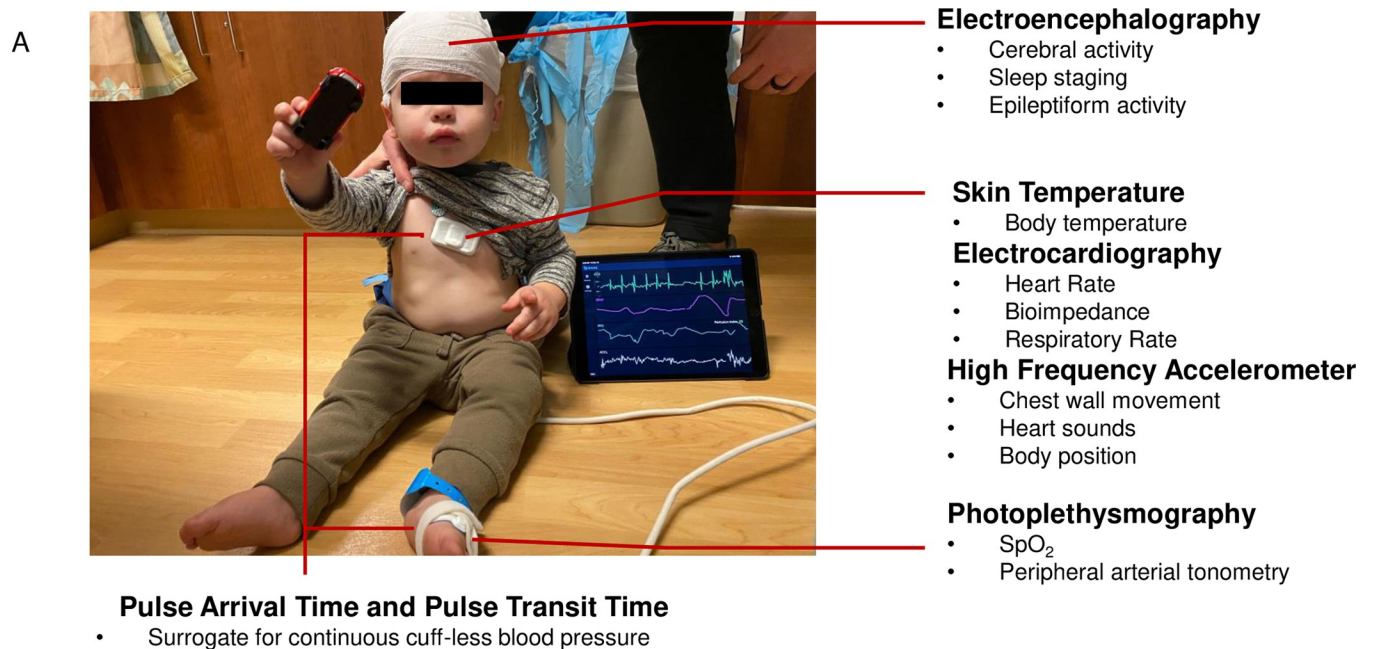 A
Electroencephalography
• Cerebral activity
• Sleep staging
• Epileptiform activity
Skin Temperature
• Body temperature
Electrocardiography
• Heart Rate
• Bioimpedance
• Respiratory Rate
High Frequency Accelerometer
• Chest wall movement
• Heart sounds
• Body position
Photoplethysmography
• SpO₂
• Peripheral arterial tonometry
Pulse Arrival Time and Pulse Transit Time
• Surrogate for continuous cuff-less blood pressure